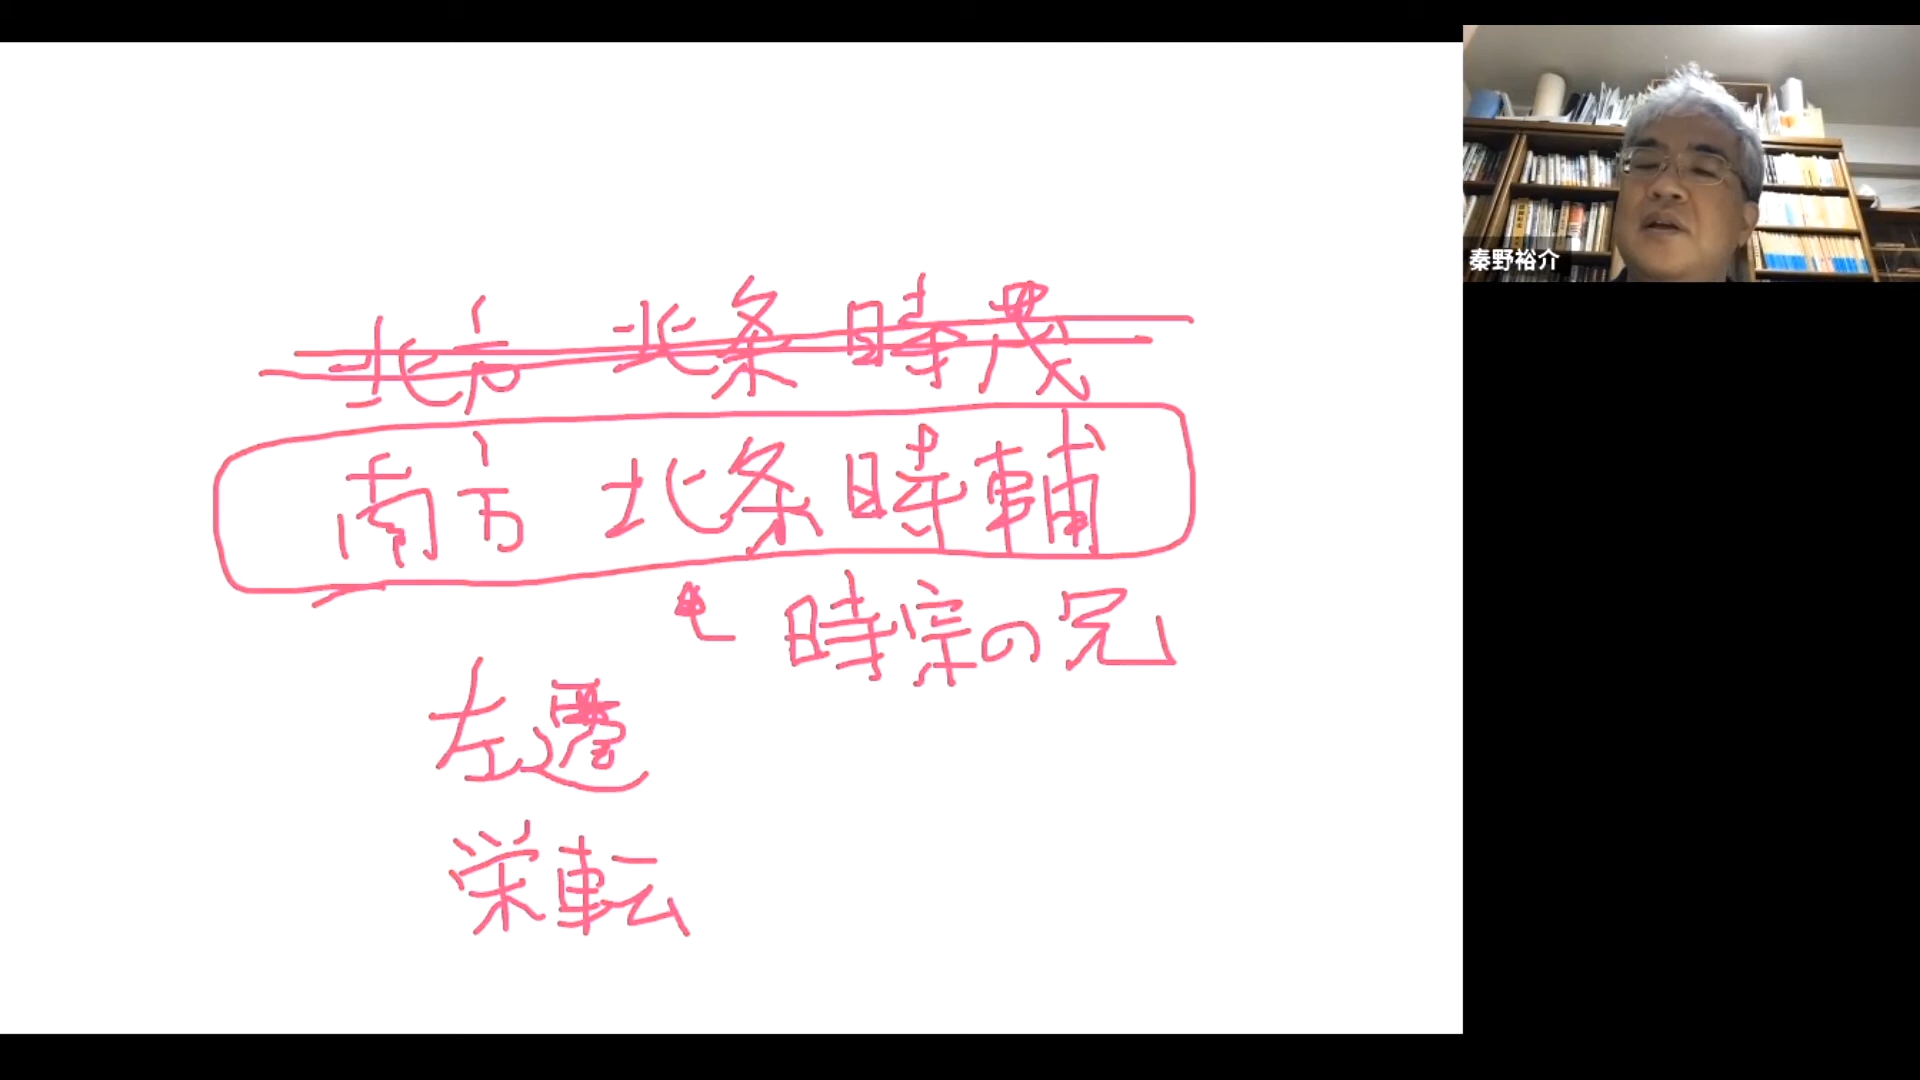 北方 北条時茂
南方 北条時輔
時宗の兄
左遷
栄転
秦野裕介